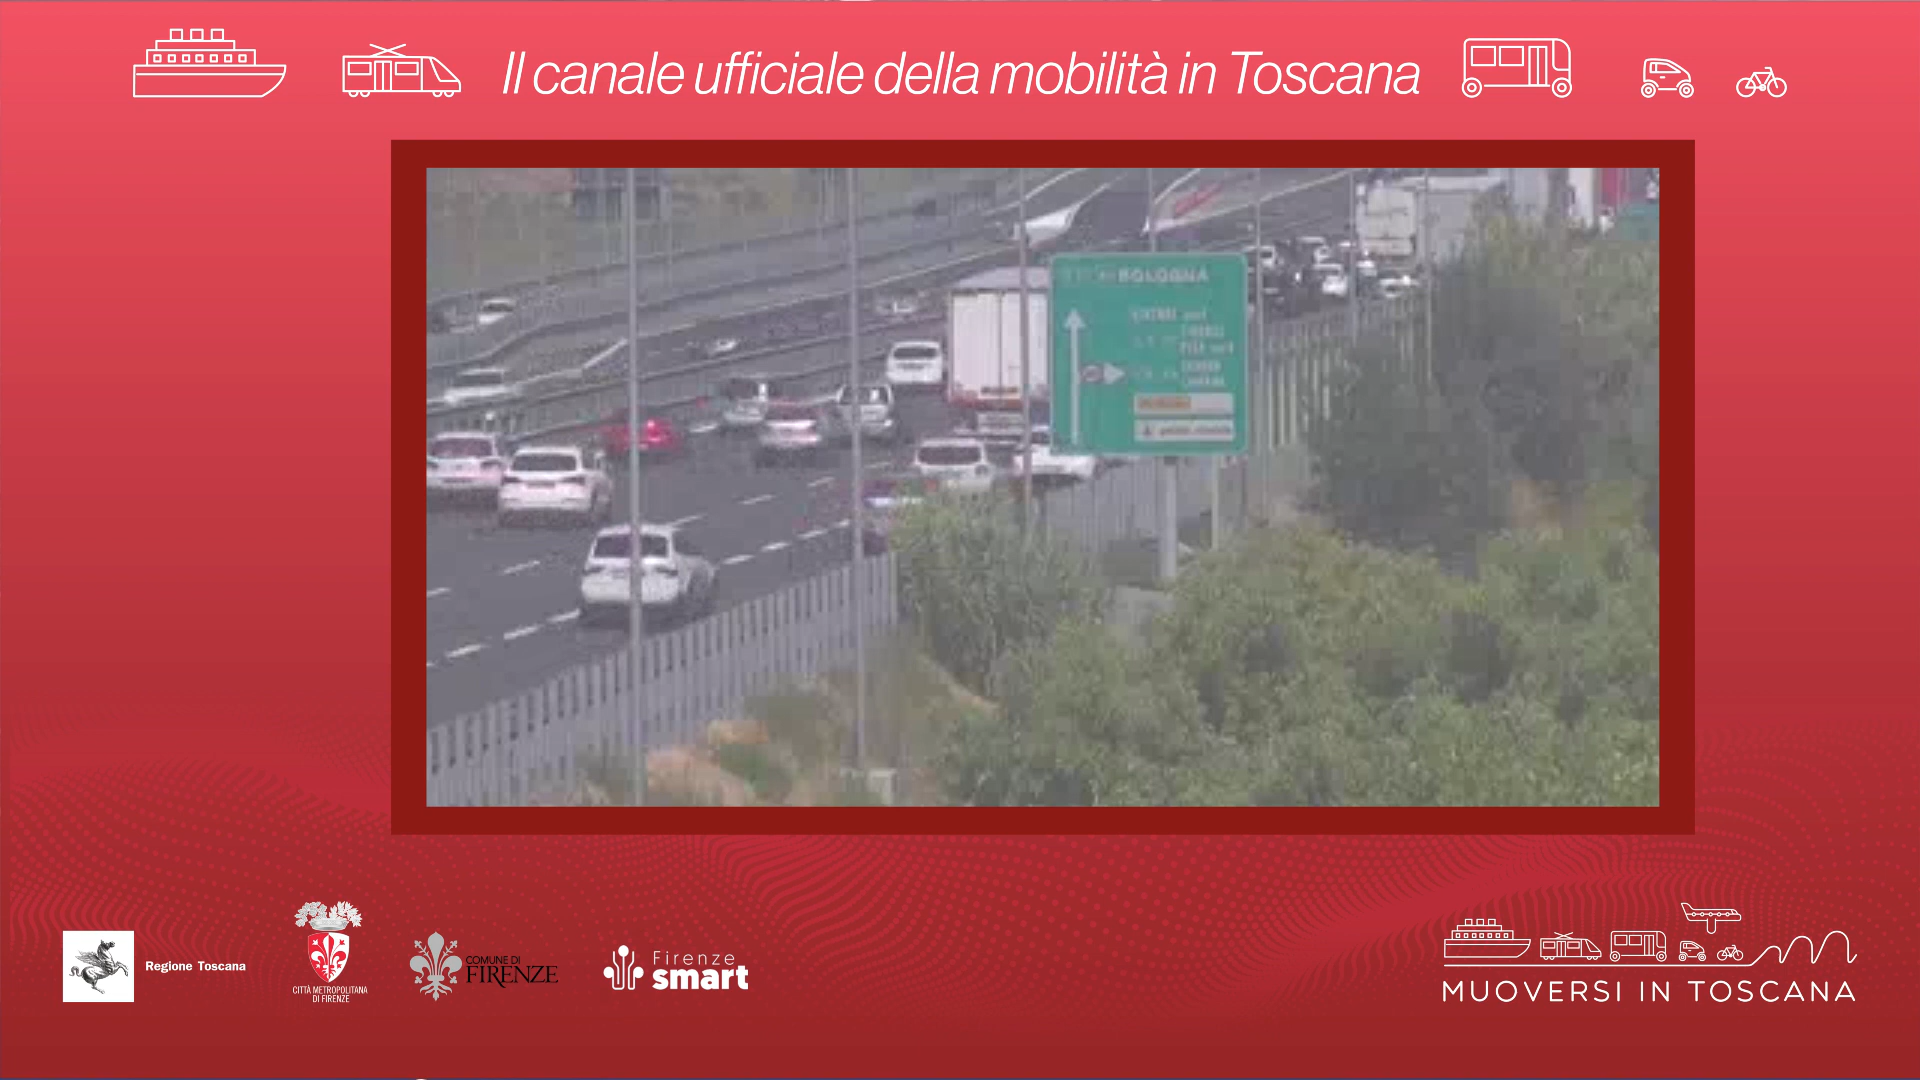 Il canale ufficiale della mobilità in Toscana
BOLOGNA
Regione Toscana
CITTÀ METROPOLITANA
DI FIRENZE
COMUNE DI
FIRENZE
Firenze
smart
MUOVERSI IN TOSCANA